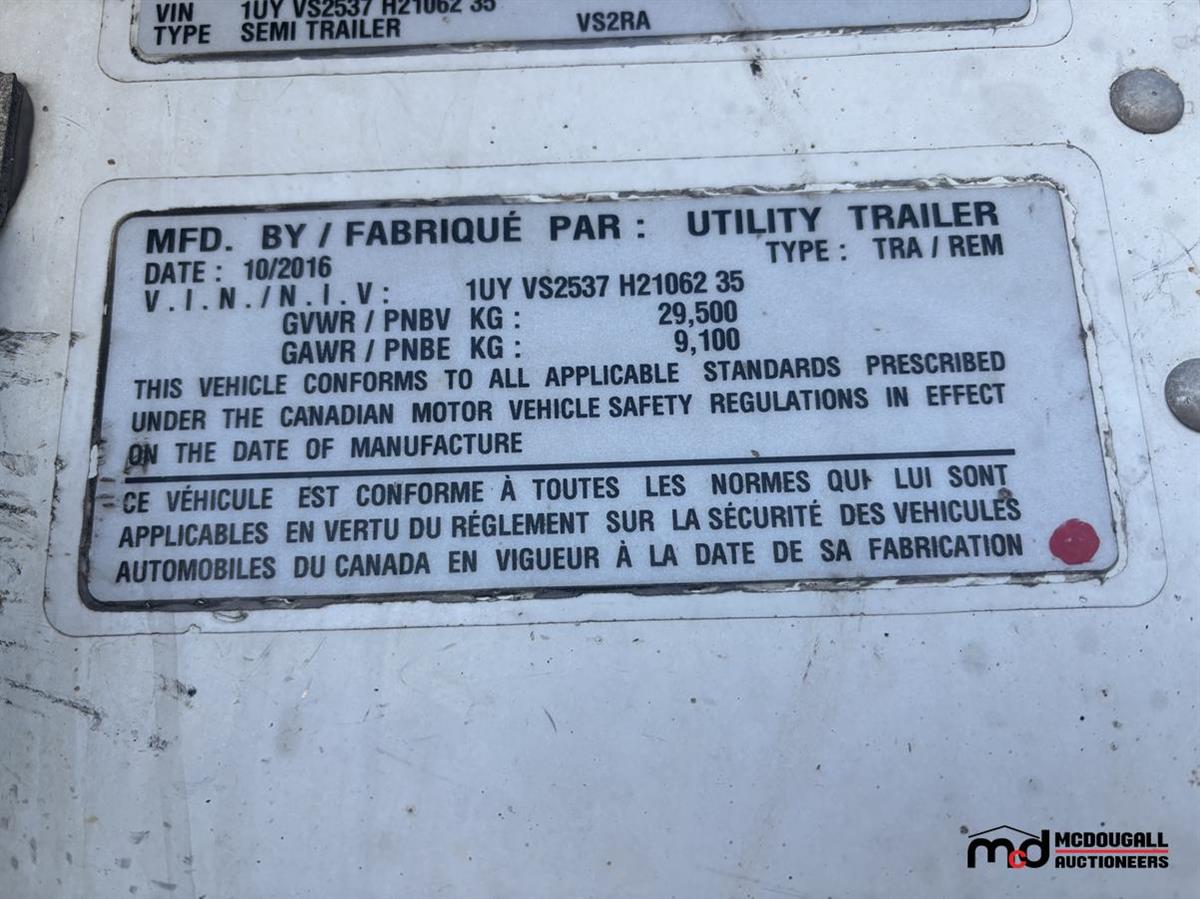 VIN 1UY VS2537 H21062 35
TYPE SEMI TRAILER VS2RA
MFD. BY / FABRIQUÉ PAR : UTILITY TRAILER
DATE : 10/2016 TYPE : TRA / REM
V.I.N./N.I.V: 1UY VS2537 H21062 35
GVWR / PNBV KG : 29,500
GAWR / PNBE KG : 9,100
THIS VEHICLE CONFORMS TO ALL APPLICABLE STANDARDS PRESCRIBED
UNDER THE CANADIAN MOTOR VEHICLE SAFETY REGULATIONS IN EFFECT
ON THE DATE OF MANUFACTURE
CE VÉHICULE EST CONFORME À TOUTES LES NORMES QUI LUI SONT
APPLICABLES EN VERTU DU RÉGLEMENT SUR LA SÉCURITÉ DES VEHICULES
AUTOMOBILES DU CANADA EN VIGUEUR À LA DATE DE SA FABRICATION
mcd MCDOUGALL
AUCTIONEERS